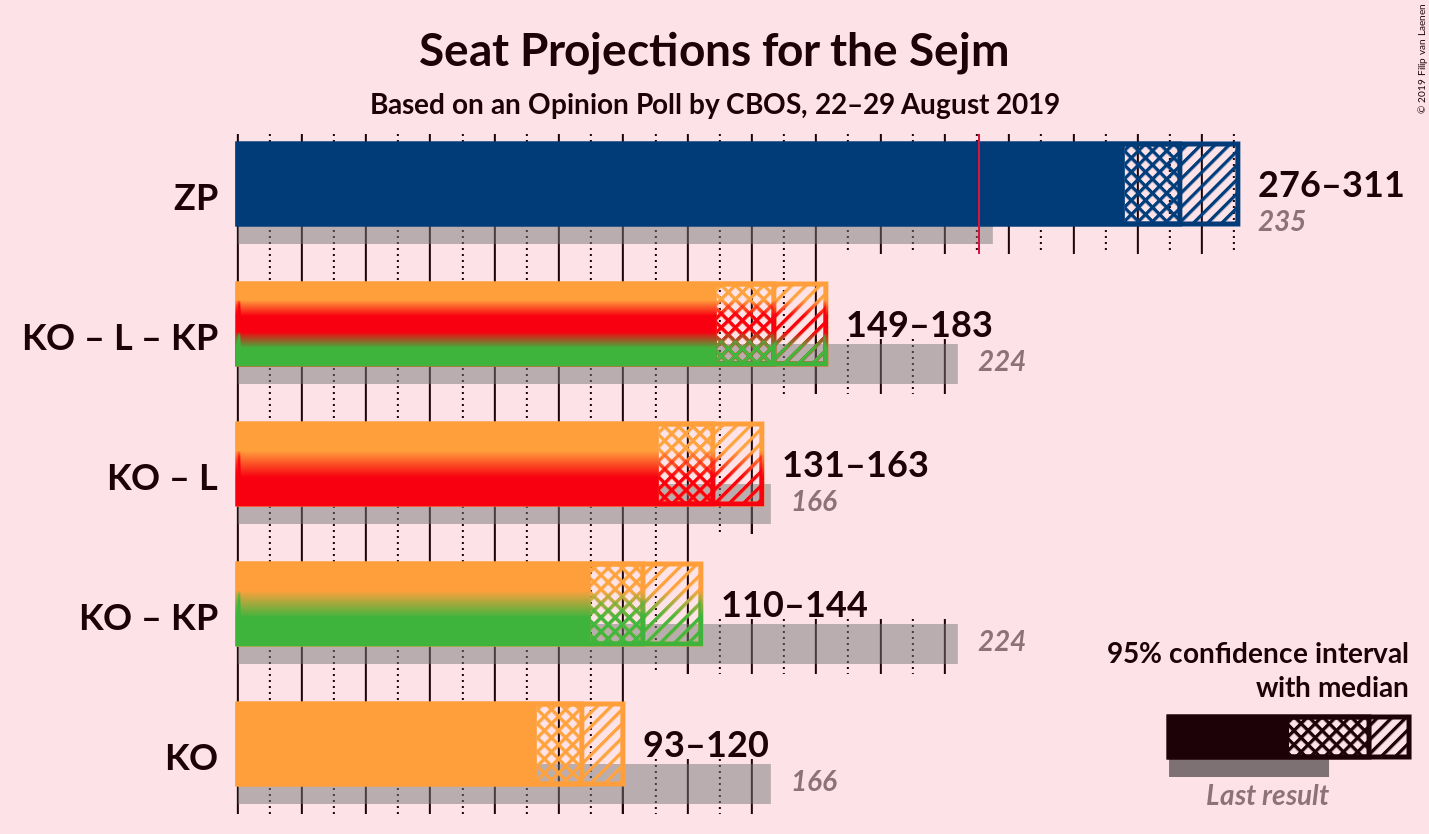 Seat Projections for the Sejm
Based on an Opinion Poll by CBOS, 22–29 August 2019
© 2019 Filip van Laenen
ZP
276–311
235
KO – L – KP
149–183
224
KO – L
131–163
166
KO – KP
110–144
224
KO
93–120
166
95% confidence interval
with median
Last result